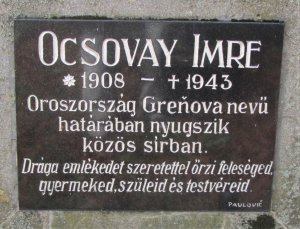 OCSOVAY IMRE
* 1908 – † 1943
Oroszország Greňova nevű
határában nyugszik
közös sirban.
Drága emlékedet szeretettel őrzi feleséged,
gyermeked, szüleid és testvéreid.
PAULOVIČ